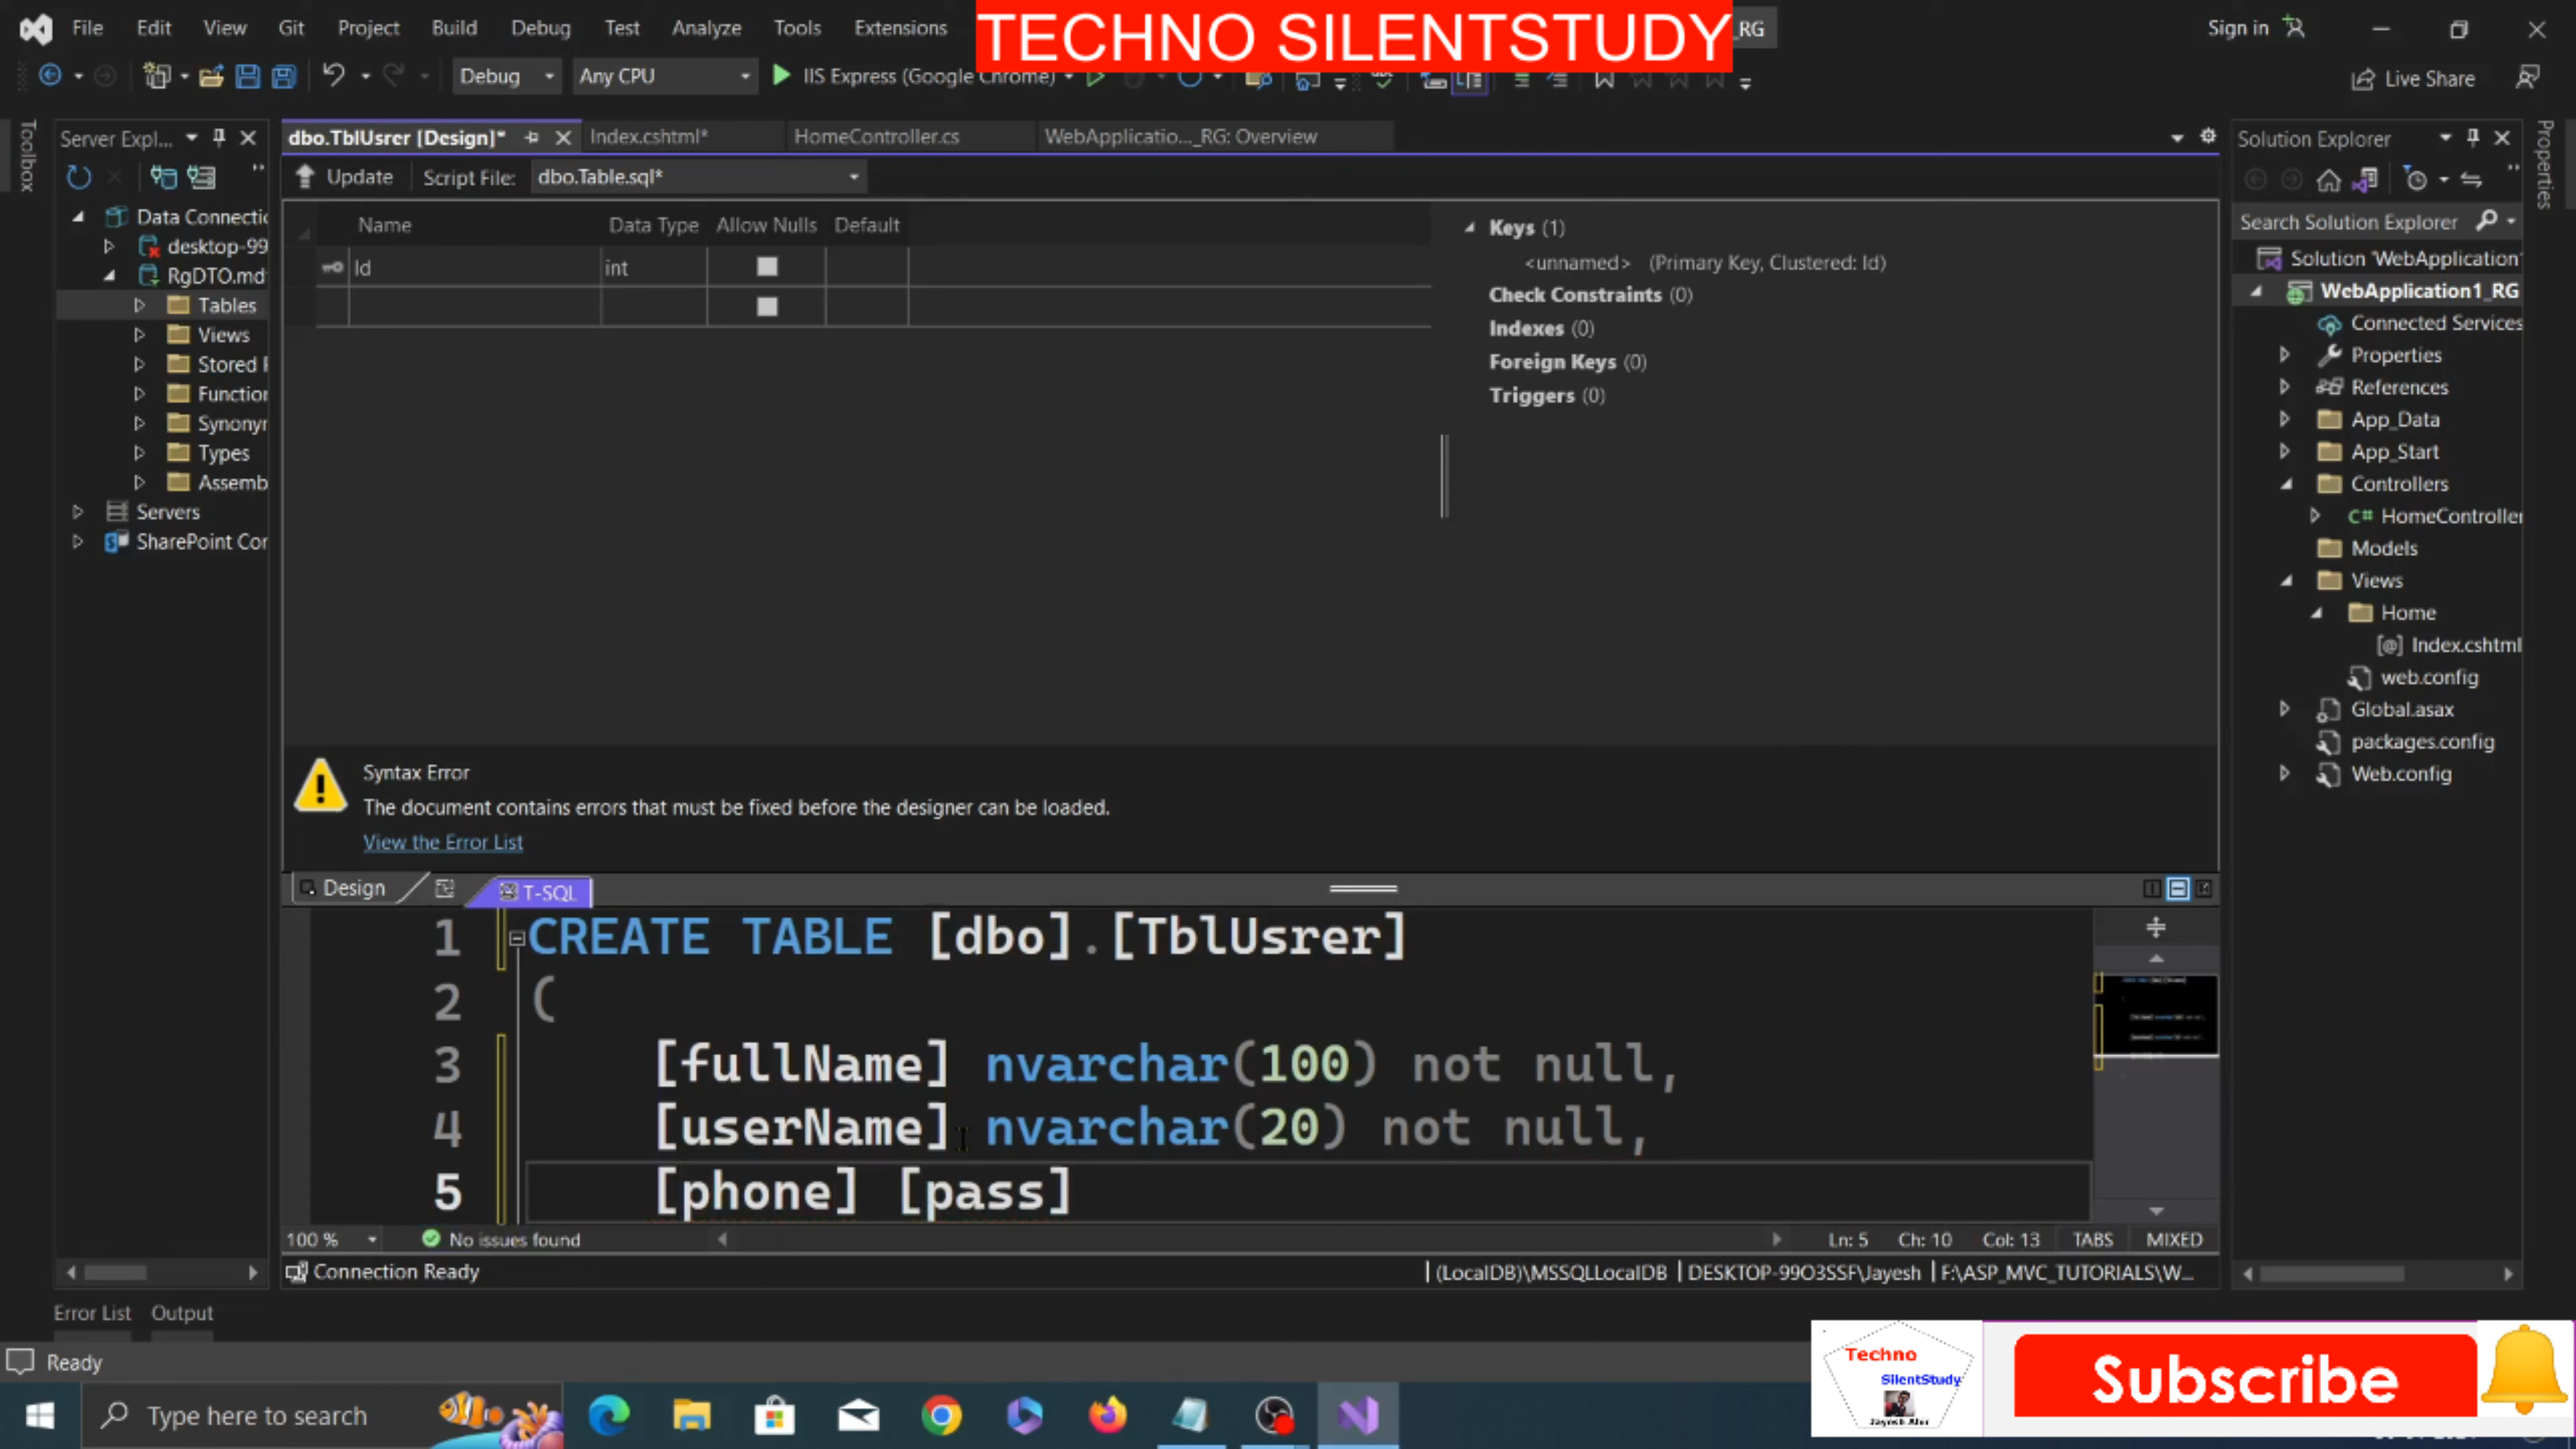 File Edit View Git Project Build Debug Test Analyze Tools Extensions TECHNO SILENTSTUDY _RG Sign in
Debug Any CPU IIS Express (Google Chrome) Live Share
Toolbox
Server Expl...
dbo.TblUsrer [Design]* Index.cshtml* HomeController.cs WebApplicatio..._RG: Overview
Solution Explorer
Properties
Update Script File: dbo.Table.sql*
Data Connectic
desktop-99
RgDTO.md
Tables
Views
Stored
Function
Synonyr
Types
Assemb
Servers
SharePoint Cor
Name Data Type Allow Nulls Default
Id int
Keys (1)
<unnamed> (Primary Key, Clustered: Id)
Check Constraints (0)
Indexes (0)
Foreign Keys (0)
Triggers (0)
Search Solution Explorer
Solution 'WebApplication
WebApplication1_RG
Connected Services
Properties
References
App_Data
App_Start
Controllers
C# HomeController
Models
Views
Home
[@] Index.cshtml
web.config
Global.asax
packages.config
Web.config
Syntax Error
The document contains errors that must be fixed before the designer can be loaded.
View the Error List
Design T-SQL
1 CREATE TABLE [dbo].[TblUsrer]
2 (
3 [fullName] nvarchar(100) not null,
4 [userName] nvarchar(20) not null,
5 [phone] [pass]
100 % No issues found Ln: 5 Ch: 10 Col: 13 TABS MIXED
Connection Ready | (LocalDB)\MSSQLLocalDB | DESKTOP-99O3SSF\Jayesh | F:\ASP_MVC_TUTORIALS\W...
Error List Output
Ready
Type here to search
Techno
SilentStudy
Jayesh Ahir
Subscribe